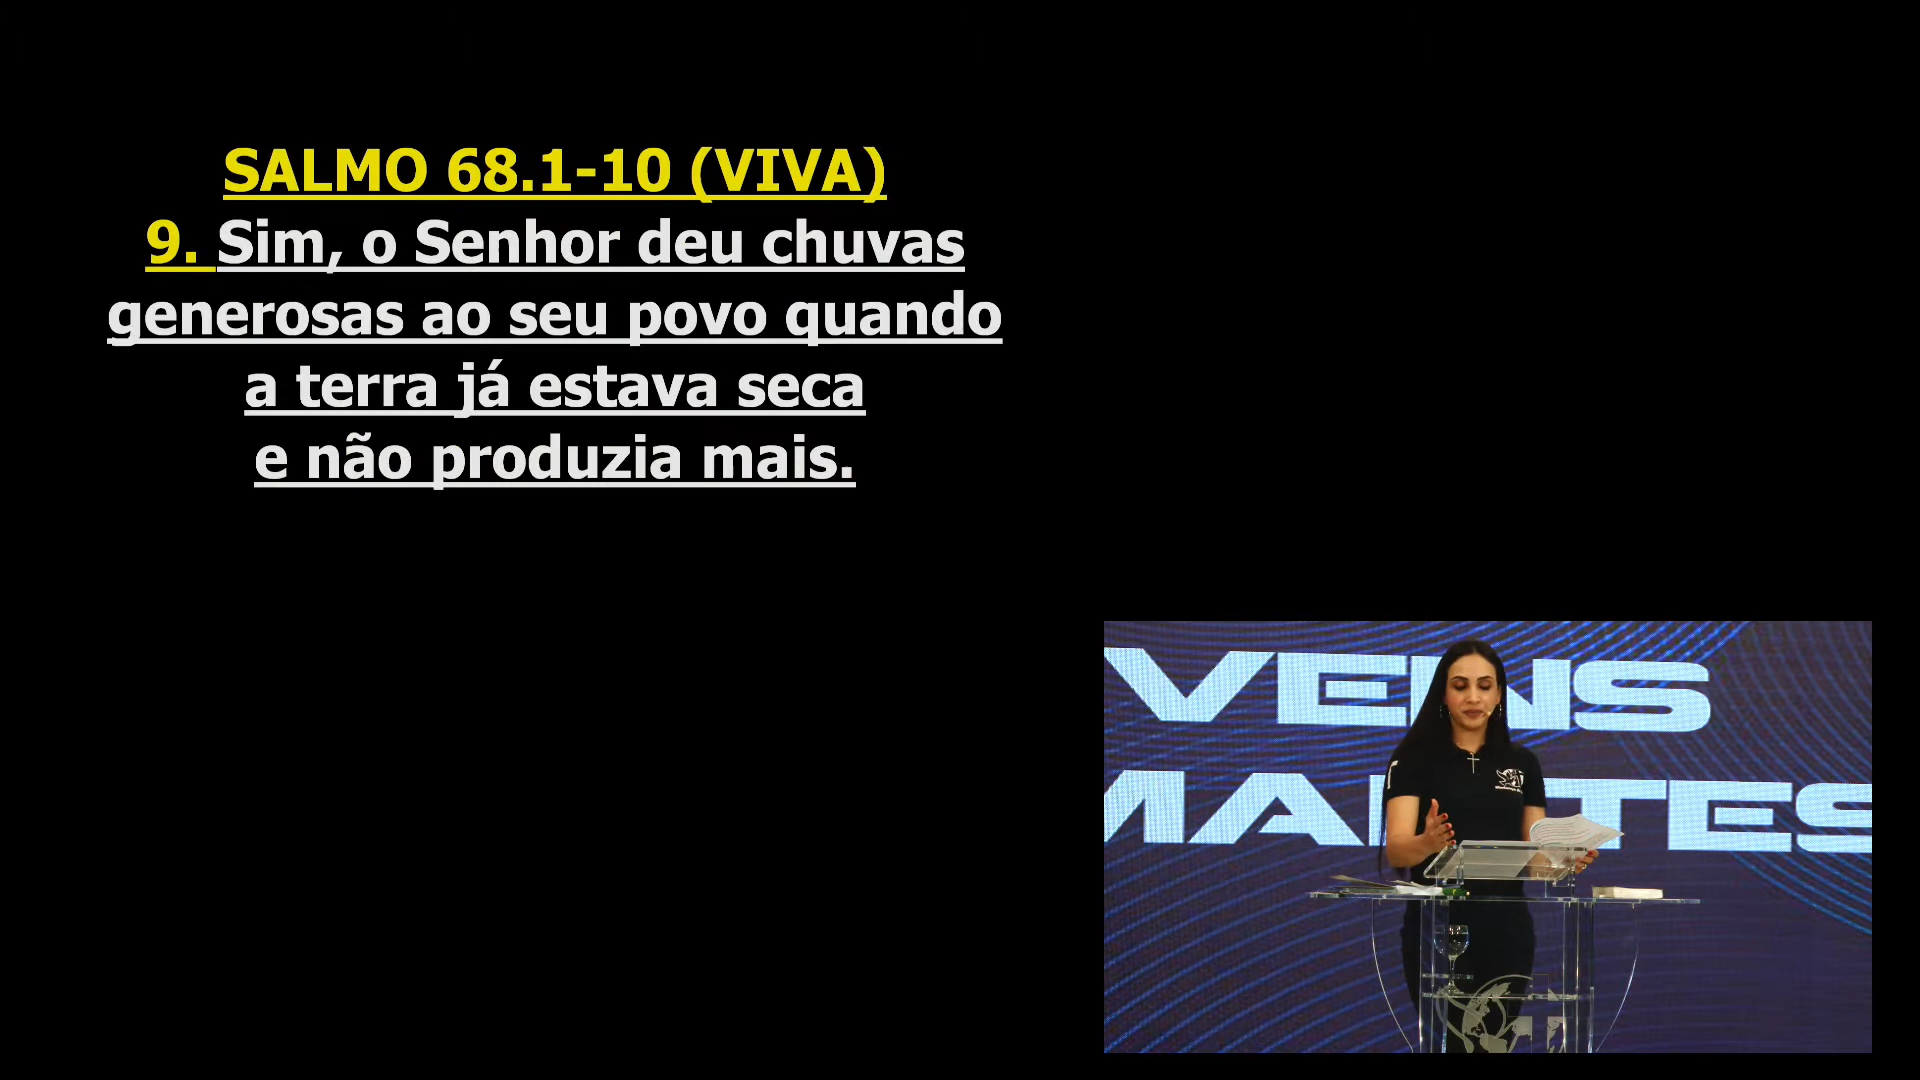 SALMO 68.1-10 (VIVA)
9. Sim, o Senhor deu chuvas
generosas ao seu povo quando
a terra já estava seca
e não produzia mais.
VENS